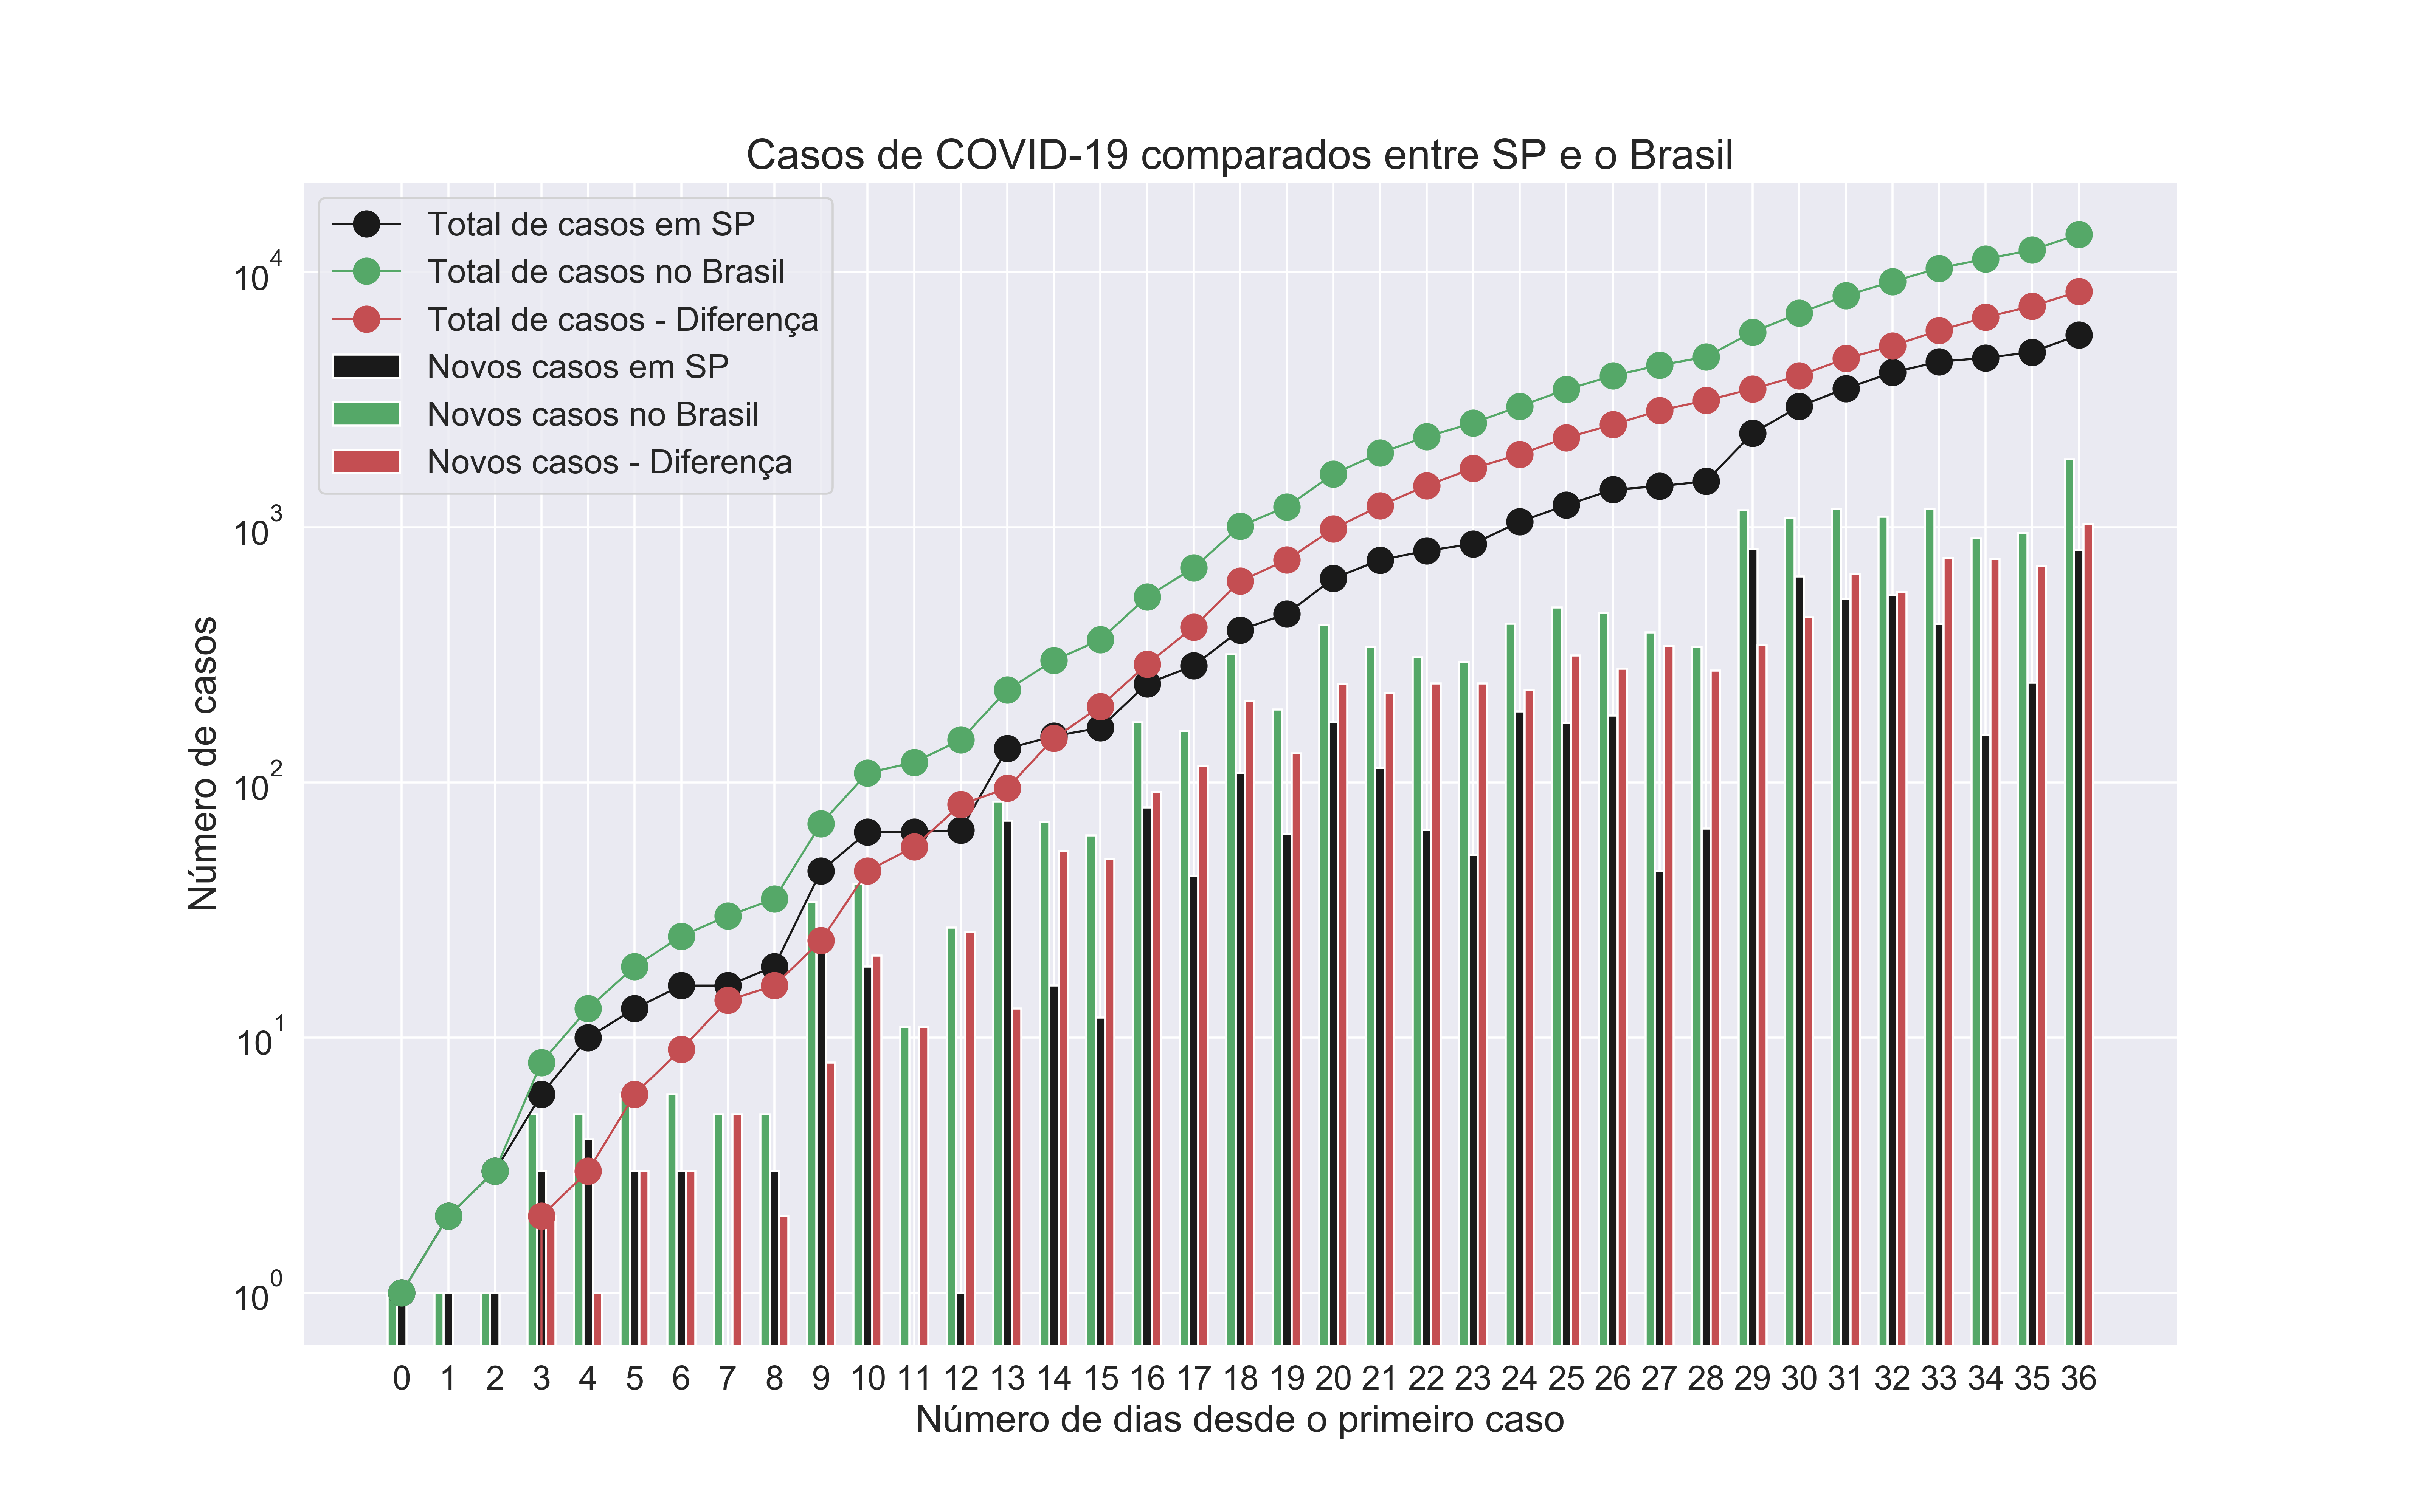 Casos de COVID-19 comparados entre SP e o Brasil
Total de casos em SP
Total de casos no Brasil
Total de casos - Diferença
Novos casos em SP
Novos casos no Brasil
Novos casos - Diferença
10^4
10^3
10^2
10^1
10^0
Número de casos
0 1 2 3 4 5 6 7 8 9 10 11 12 13 14 15 16 17 18 19 20 21 22 23 24 25 26 27 28 29 30 31 32 33 34 35 36
Número de dias desde o primeiro caso